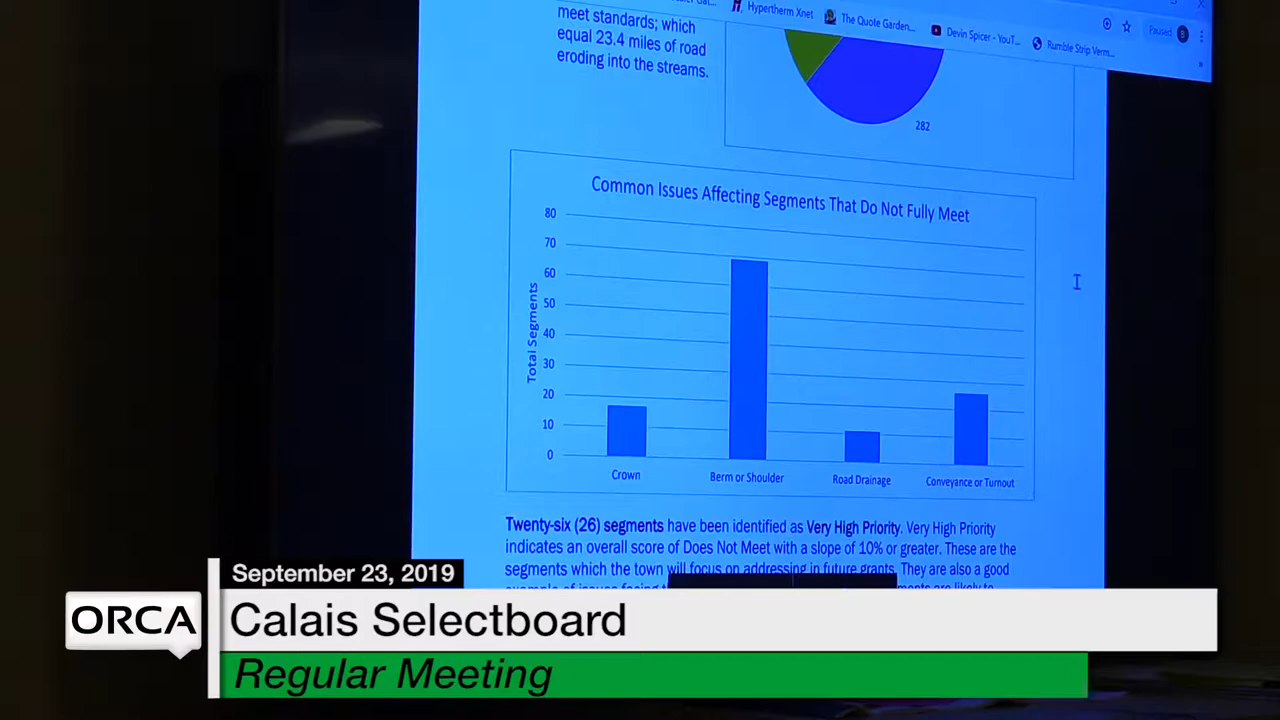 Hypertherm Xnet
The Quote Garden...
Devin Spicer - YouT...
Rumble Strip Verm...
Paused
B
meet standards; which
equal 23.4 miles of road
eroding into the streams.
282
Common Issues Affecting Segments That Do Not Fully Meet
Total Segments
80
70
60
50
40
30
20
10
0
Crown
Berm or Shoulder
Road Drainage
Conveyance or Turnout
Twenty-six (26) segments have been identified as Very High Priority. Very High Priority
indicates an overall score of Does Not Meet with a slope of 10% or greater. These are the
segments which the town will focus on addressing in future grants. They are also a good
September 23, 2019
ORCA
Calais Selectboard
Regular Meeting